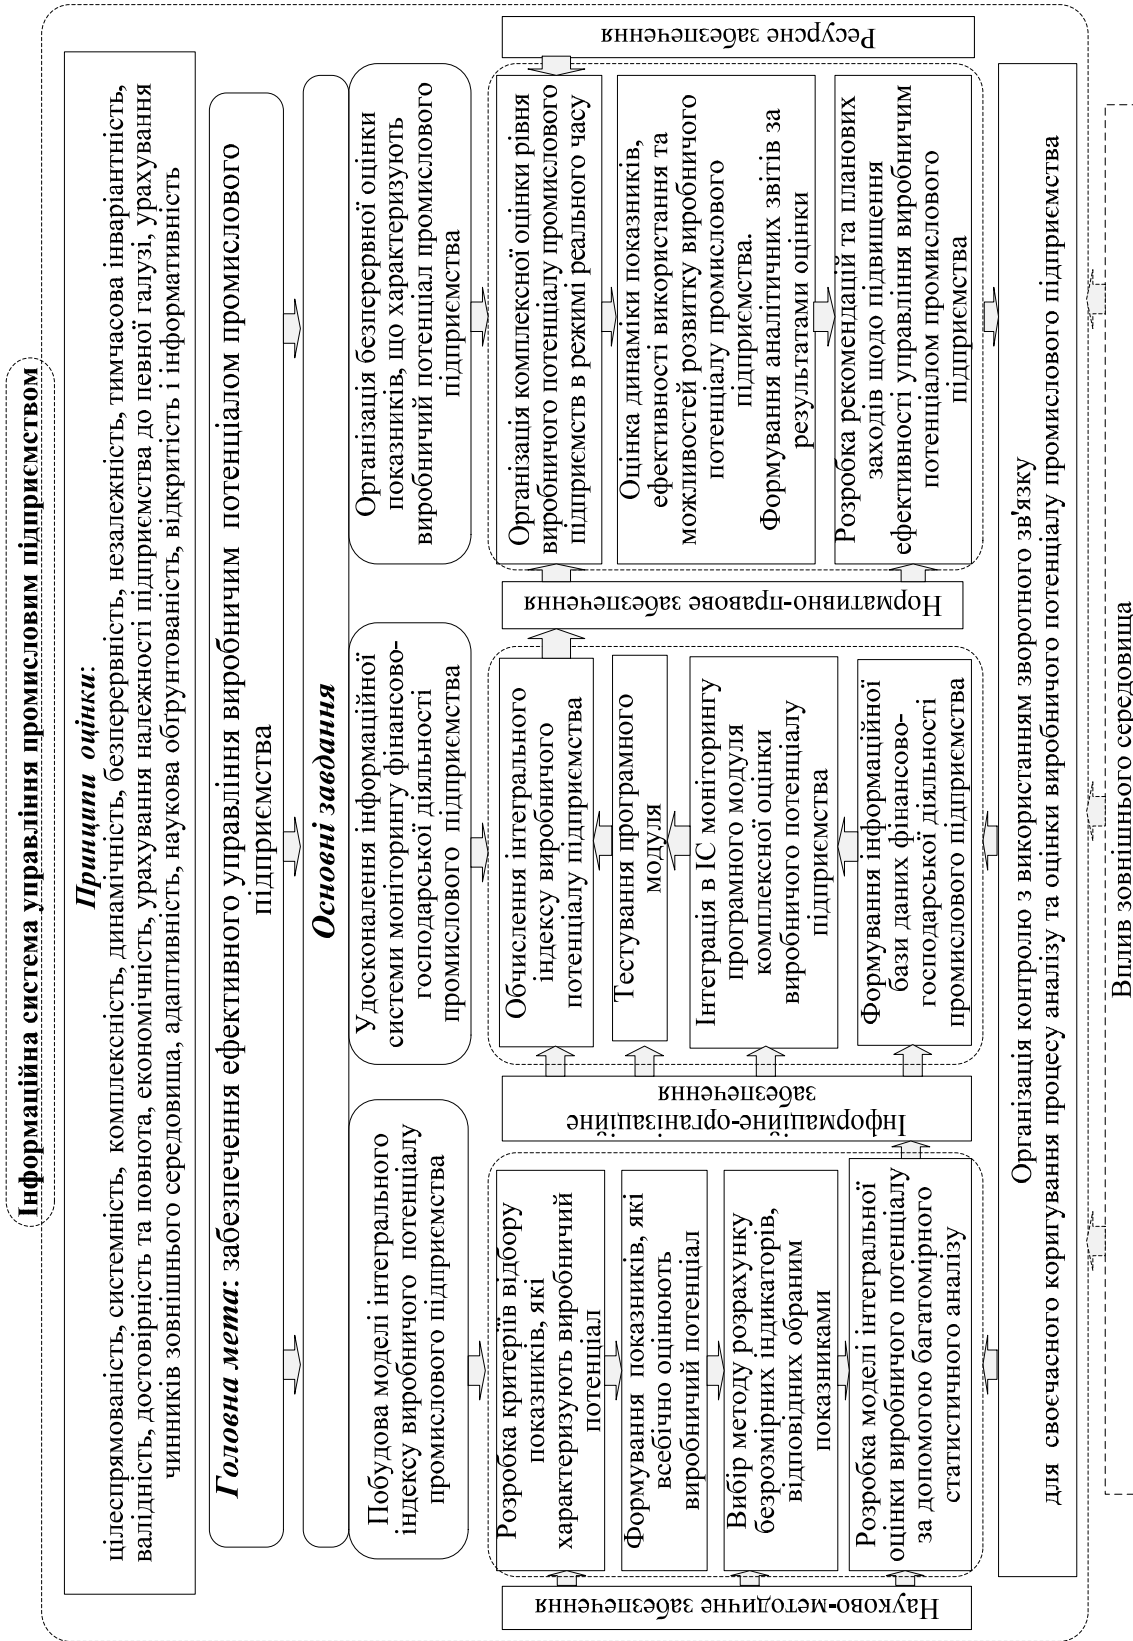 Інформаційна система управління промисловим підприємством
Принципи оцінки:
цілеспрямованість, системність, комплексність, динамічність, безперервність, незалежність, тимчасова інваріантність,
валідність, достовірність та повнота, економічність, урахування належності підприємства до певної галузі, урахування
чинників зовнішнього середовища, адаптивність, наукова обґрунтованість, відкритість і інформативність
Головна мета: забезпечення ефективного управління виробничим потенціалом промислового
підприємства
Основні завдання
Побудова моделі інтегрального
індексу виробничого потенціалу
промислового підприємства
Удосконалення інформаційної
системи моніторингу фінансово-
господарської діяльності
промислового підприємства
Організація безперервної оцінки
показників, що характеризують
виробничий потенціал промислового
підприємства
Науково-методичне забезпечення
Розробка критеріїв відбору
показників, які
характеризують виробничий
потенціал
Формування показників, які
всебічно оцінюють
виробничий потенціал
Вибір методу розрахунку
безрозмірних індикаторів,
відповідних обраним
показниками
Розробка моделі інтегральної
оцінки виробничого потенціалу
за допомогою багатомірного
статистичного аналізу
Інформаційне-організаційне
забезпечення
Обчислення інтегрального
індексу виробничого
потенціалу підприємства
Тестування програмного
модуля
Інтеграція в ІС моніторингу
програмного модуля
комплексної оцінки
виробничого потенціалу
підприємства
Формування інформаційної
бази даних фінансово-
господарської діяльності
промислового підприємства
Нормативно-правове забезпечення
Організація комплексної оцінки рівня
виробничого потенціалу промислового
підприємств в режимі реального часу
Оцінка динаміки показників,
ефективності використання та
можливостей розвитку виробничого
потенціалу промислового
підприємства.
Формування аналітичних звітів за
результатами оцінки
Розробка рекомендацій та планових
заходів щодо підвищення
ефективності управління виробничим
потенціалом промислового
підприємства
Ресурсне забезпечення
Організація контролю з використанням зворотного зв'язку
для своєчасного коригування процесу аналізу та оцінки виробничого потенціалу промислового підприємства
Вплив зовнішнього середовища